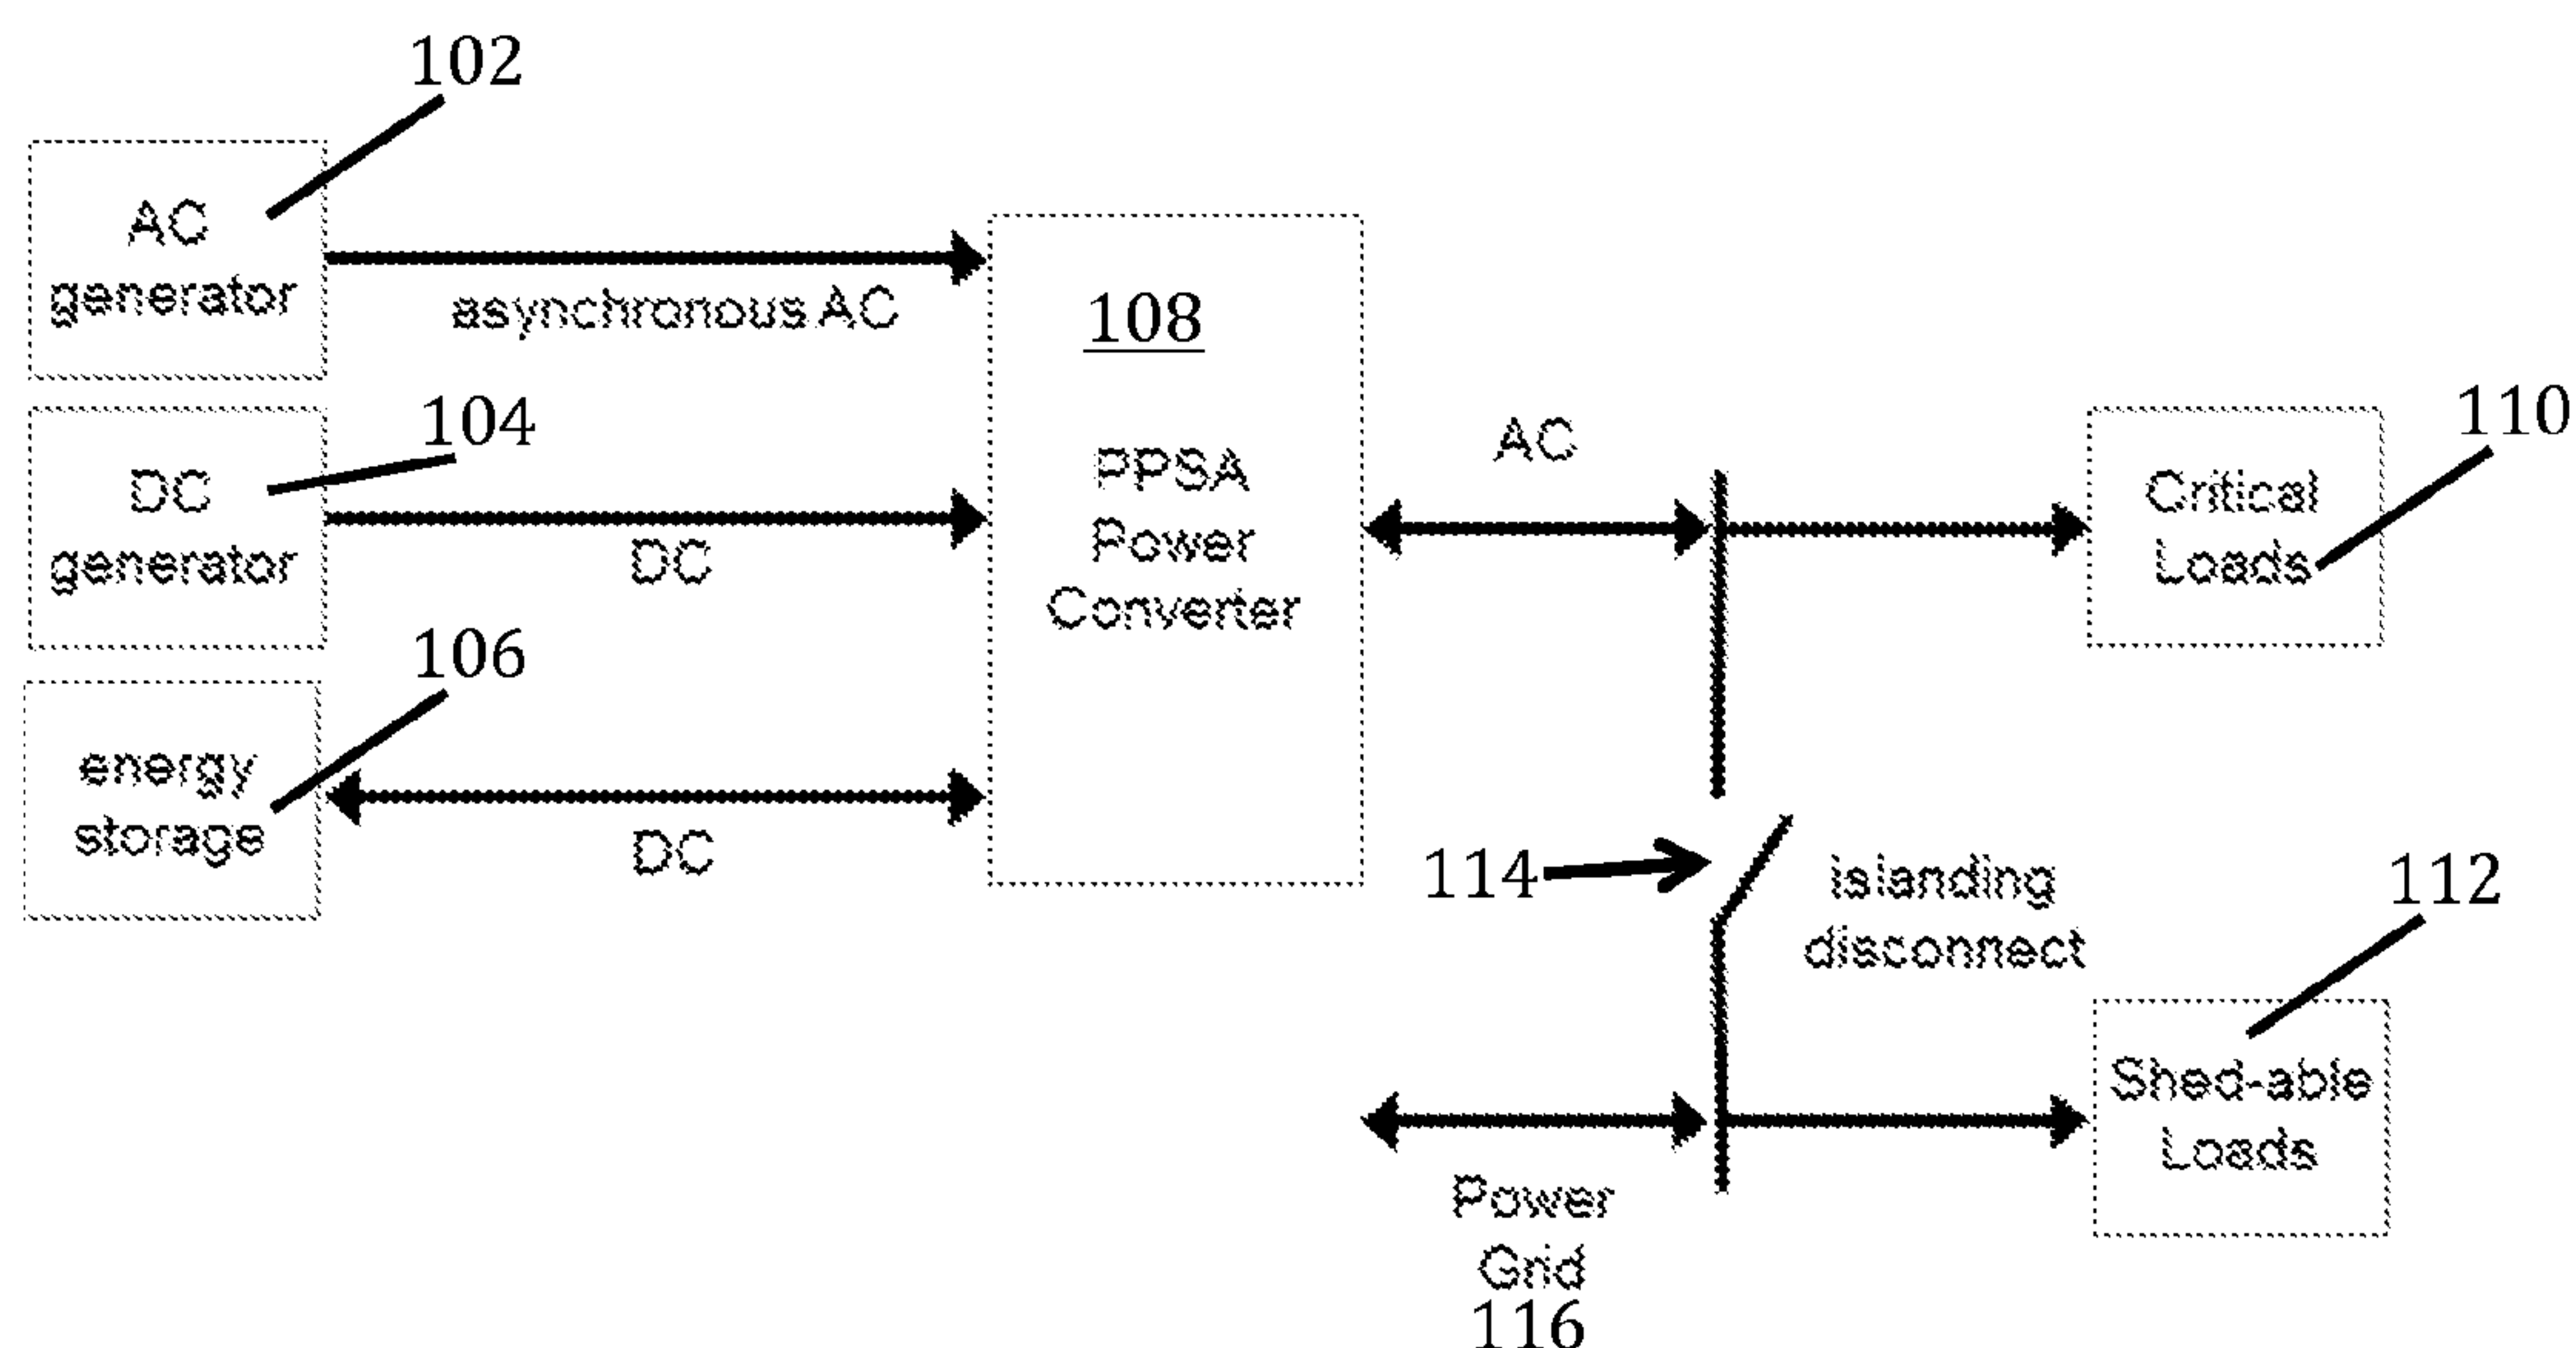 102
AC
generator
asynchronous AC
104
DC
generator
DC
106
energy
storage
DC
108
PPSA
Power
Converter
AC
110
Critical
Loads
114
islanding
disconnect
112
Shed-able
Loads
Power
Grid
116